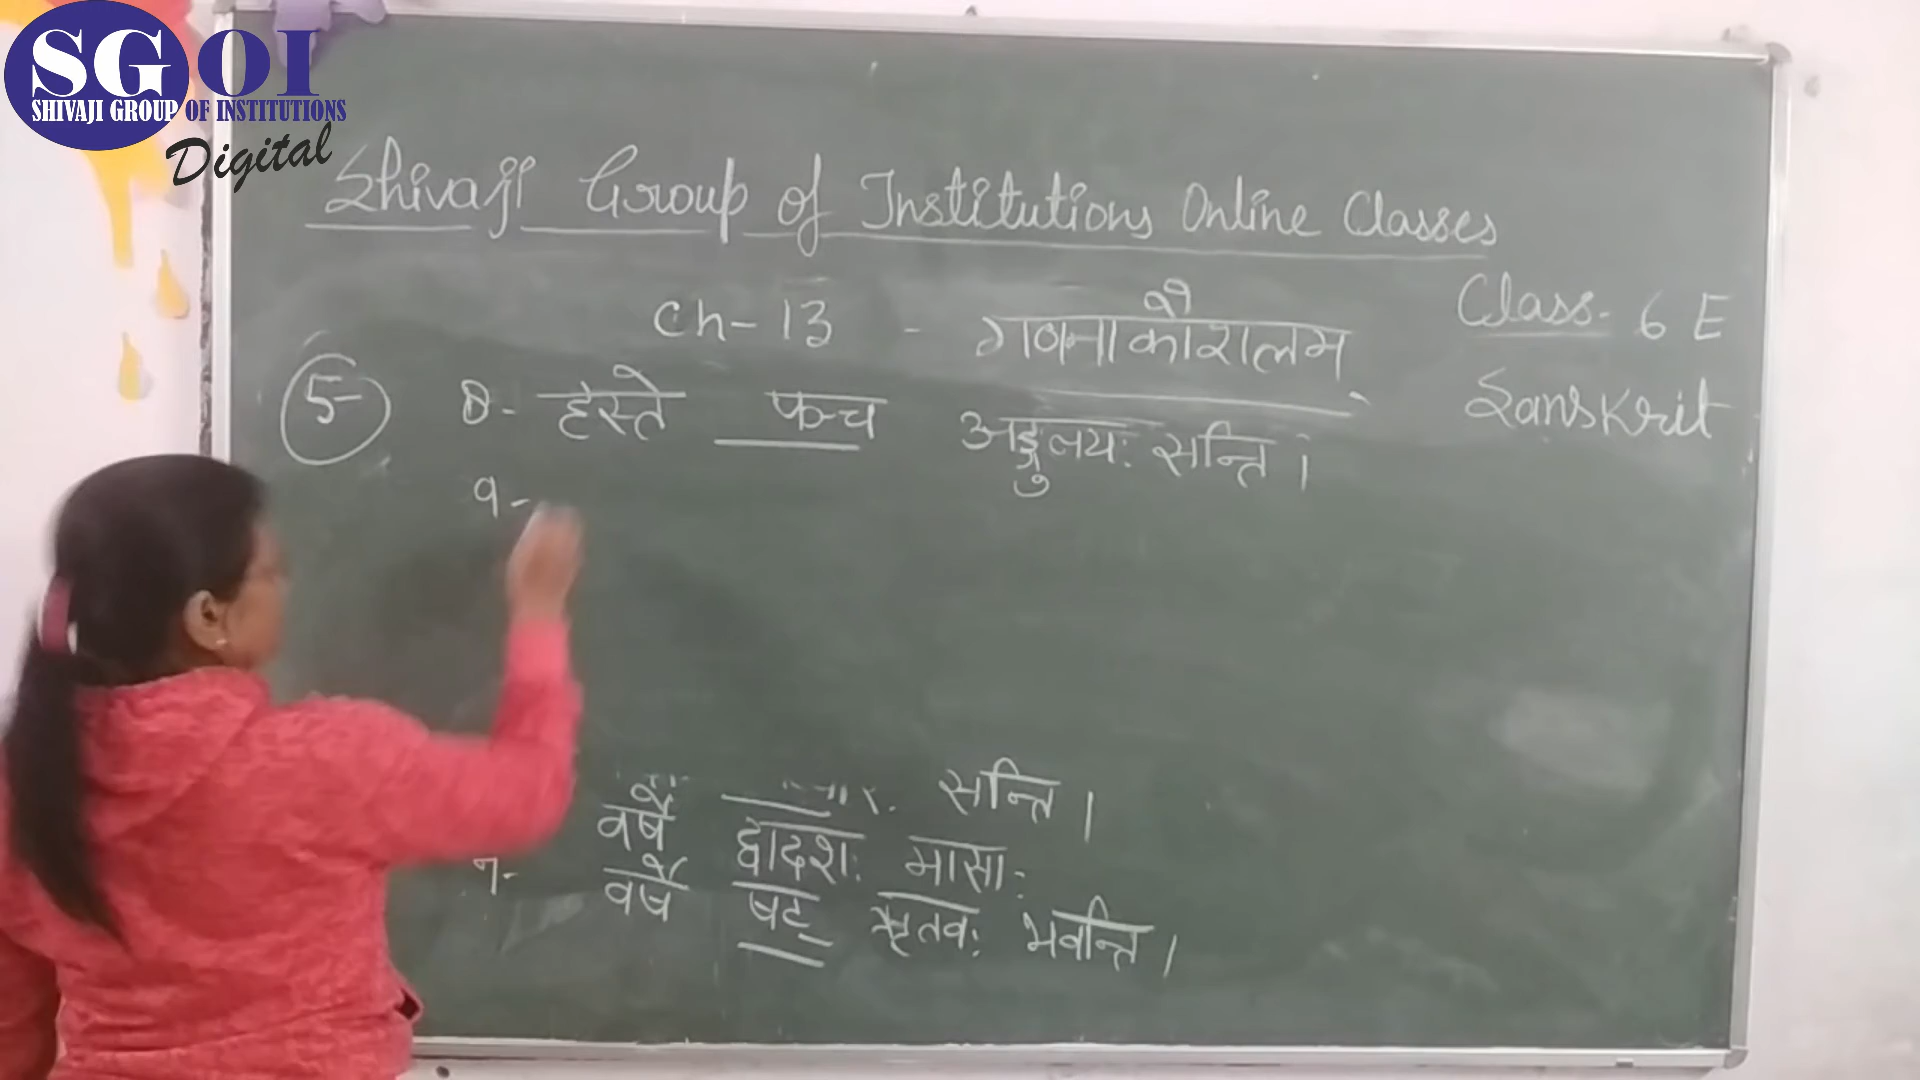 SGOI
SHIVAJI GROUP OF INSTITUTIONS
Digital
Shivaji Group of Institutions Online Classes
Ch-13 - गणनाकौशलम्
Class- 6 E
Sanskrit
5- 8- हस्ते पञ्च अङ्गुलयः सन्ति।
9-
सन्ति।
वर्षे द्वादशः मासाः
7- वर्षे षट् ऋतवः भवन्ति।